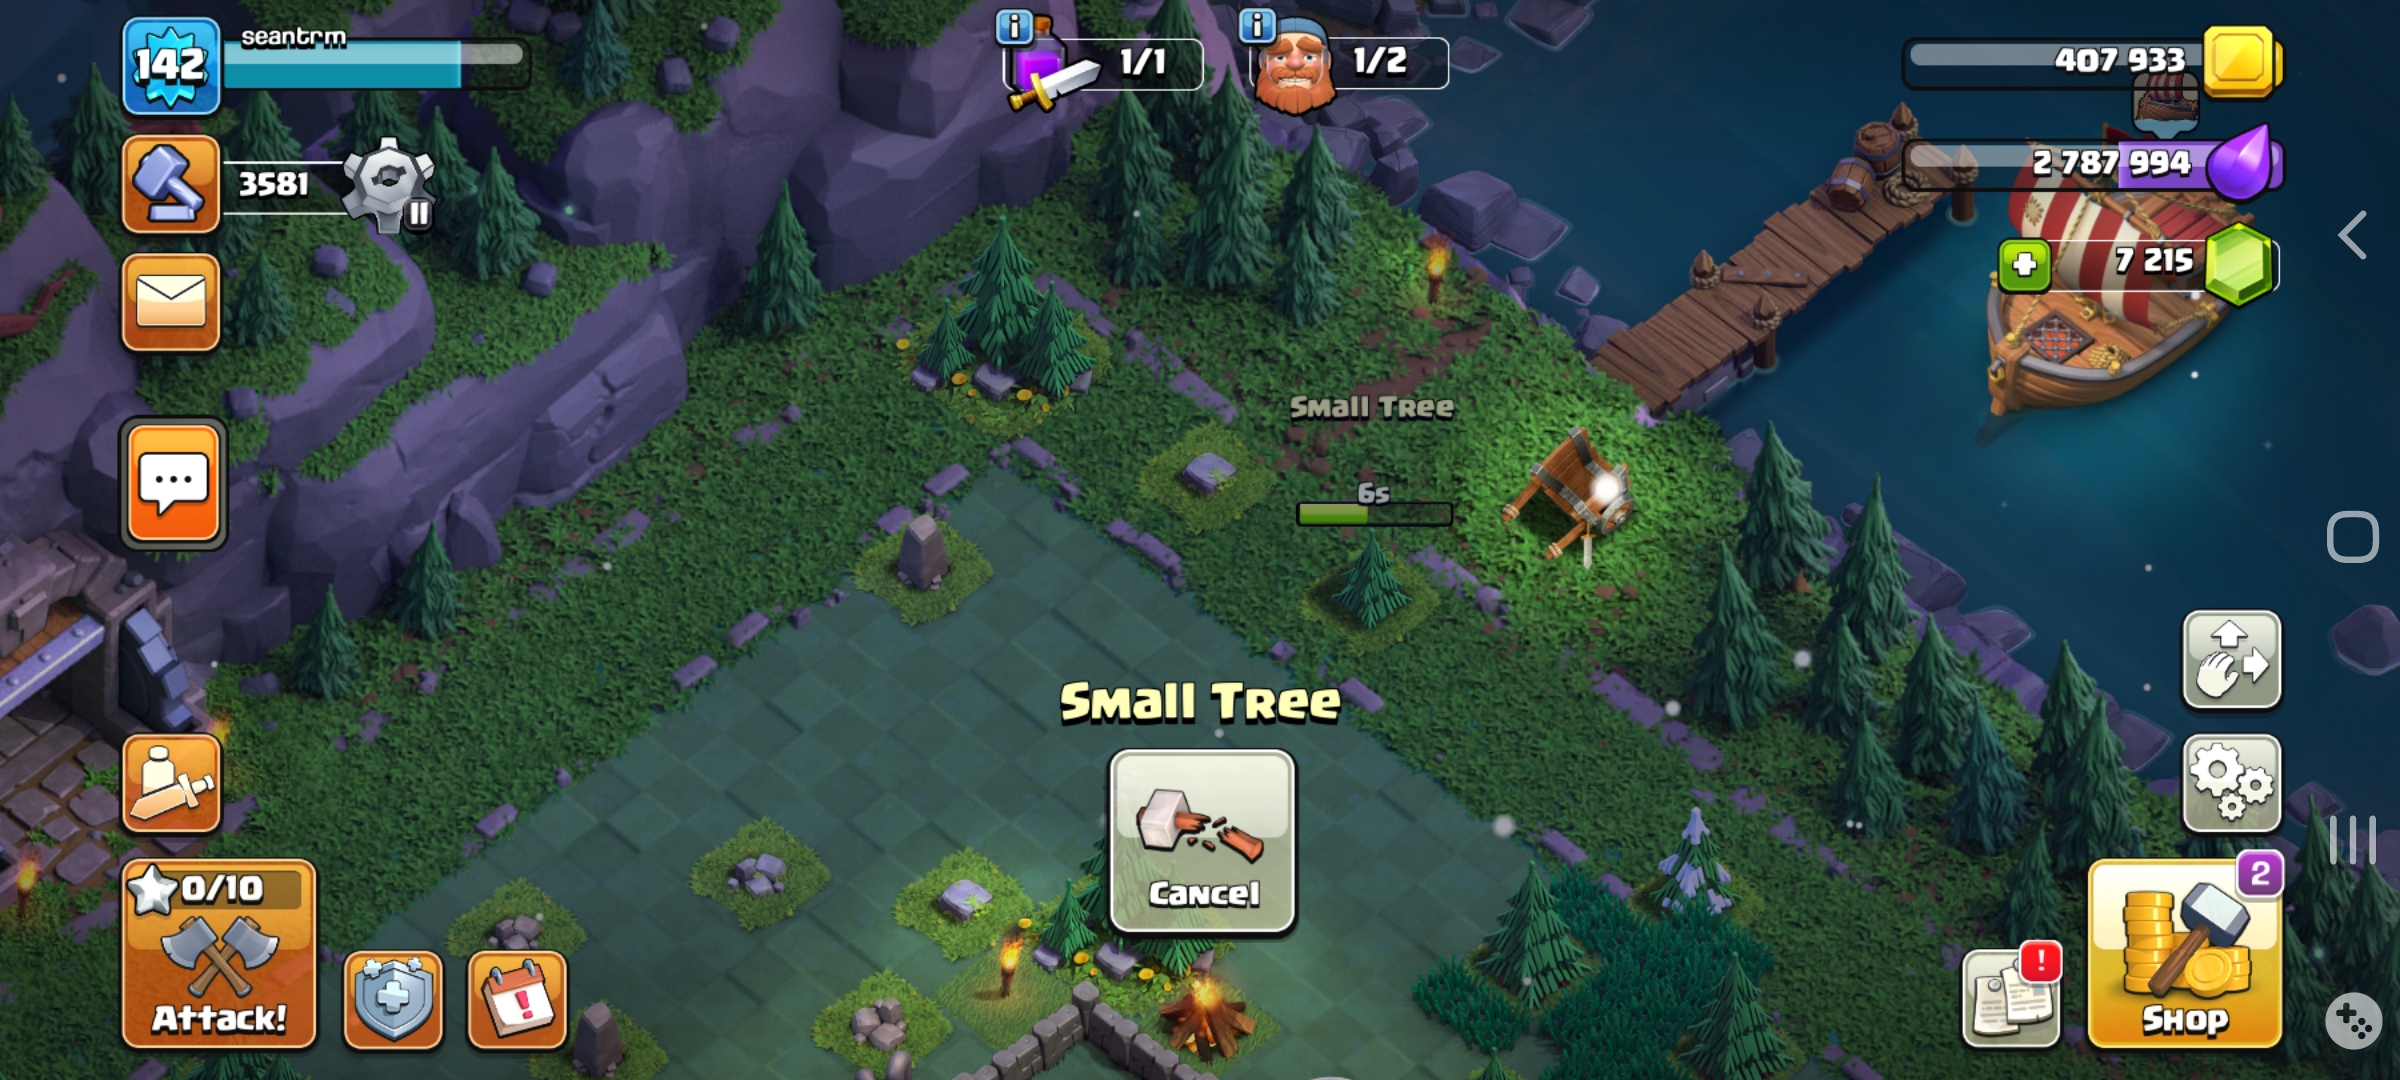 142
seantrm
1/1
1/2
407 933
3581
2 787 994
7 215
Small Tree
6s
Small Tree
Cancel
0/10
Attack!
2
Shop